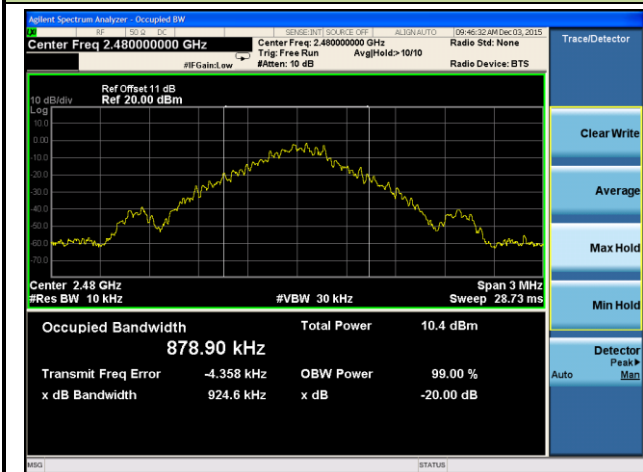 Agilent Spectrum Analyzer - Occupied BW
RF 50 Ω DC SENSE:INT SOURCE OFF ALIGN AUTO 09:46:32 AM Dec 03, 2015
Center Freq 2.480000000 GHz Center Freq: 2.480000000 GHz Radio Std: None
Trig: Free Run Avg|Hold:> 10/10
#IFGain:Low #Atten: 10 dB Radio Device: BTS
Trace/Detector
Ref Offset 11 dB
10 dB/div Ref 20.00 dBm
Log
10.0
0.00
-10.0
-20.0
-30.0
-40.0
-50.0
-60.0
-70.0
Center 2.48 GHz Span 3 MHz
#Res BW 10 kHz #VBW 30 kHz Sweep 28.73 ms
Occupied Bandwidth Total Power 10.4 dBm
878.90 kHz
Transmit Freq Error -4.358 kHz OBW Power 99.00 %
x dB Bandwidth 924.6 kHz x dB -20.00 dB
Clear Write
Average
Max Hold
Min Hold
Detector
Peak▶
Auto Man
MSG STATUS